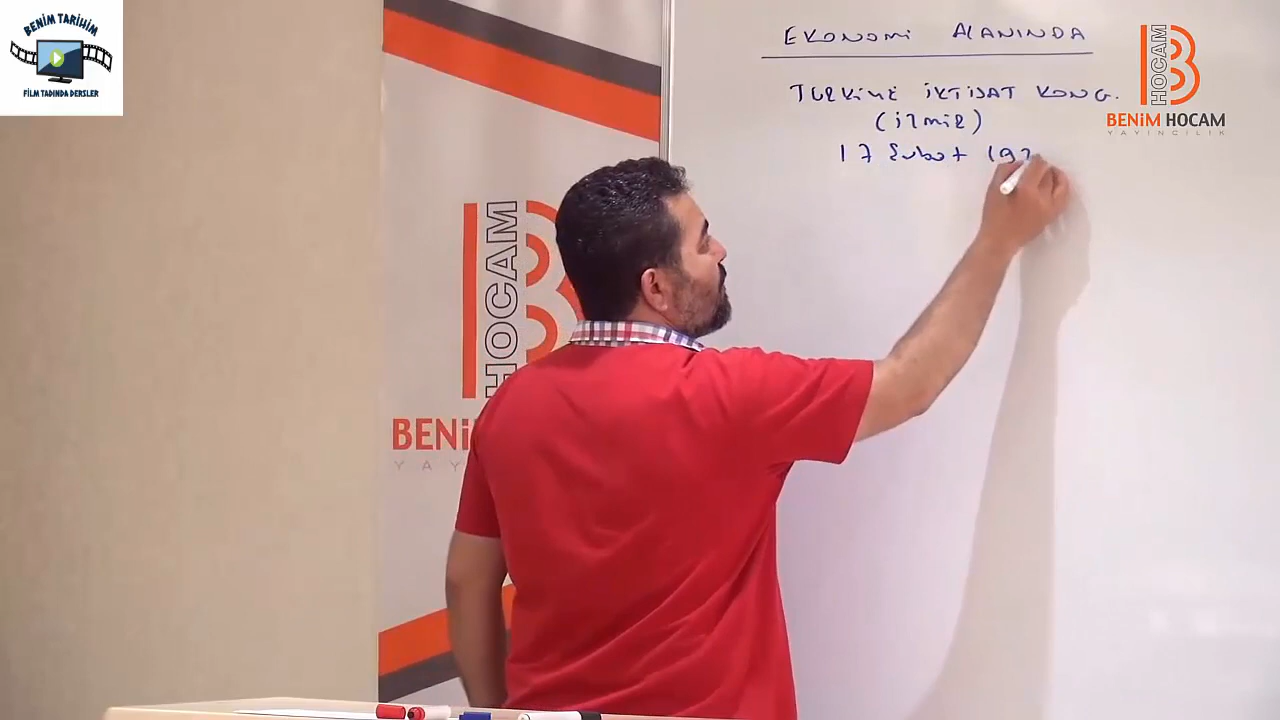 BENİM TARİHİM
FİLM TADINDA DERSLER
EKONOMİ ALANINDA
TÜRKİYE İKTİSAT KONG.
(İZMİR)
17 Şubat 192
HOCAM
BENİM HOCAM
YAYINCILIK
HOCAM
BENİ
YAY